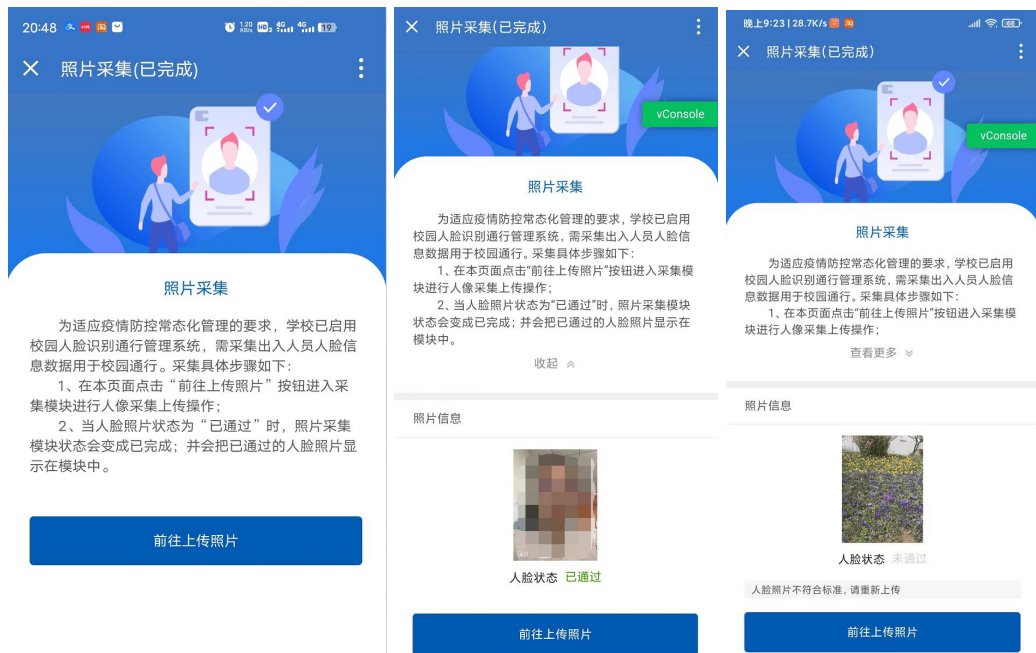 20:48
1.20 KB/s HD2 4G 4G 19
照片采集(已完成)
照片采集
为适应疫情防控常态化管理的要求，学校已启用
校园人脸识别通行管理系统，需采集出入人员人脸信
息数据用于校园通行。采集具体步骤如下：
1、在本页面点击“前往上传照片”按钮进入采
集模块进行人像采集上传操作；
2、当人脸照片状态为“已通过”时，照片采集
模块状态会变成已完成；并会把已通过的人脸照片显
示在模块中。
前往上传照片
照片采集(已完成)
vConsole
照片采集
为适应疫情防控常态化管理的要求，学校已启用
校园人脸识别通行管理系统，需采集出入人员人脸信
息数据用于校园通行。采集具体步骤如下：
1、在本页面点击“前往上传照片”按钮进入采集模
块进行人像采集上传操作；
2、当人脸照片状态为“已通过”时，照片采集模块
状态会变成已完成；并会把已通过的人脸照片显示在
模块中。
收起
照片信息
人脸状态 已通过
前往上传照片
晚上9:23 | 28.7K/s
照片采集(已完成)
vConsole
照片采集
为适应疫情防控常态化管理的要求，学校已启用
校园人脸识别通行管理系统，需采集出入人员人脸信
息数据用于校园通行。采集具体步骤如下：
1、在本页面点击“前往上传照片”按钮进入采集模
块进行人像采集上传操作；
查看更多
照片信息
人脸状态 未通过
人脸照片不符合标准，请重新上传
前往上传照片